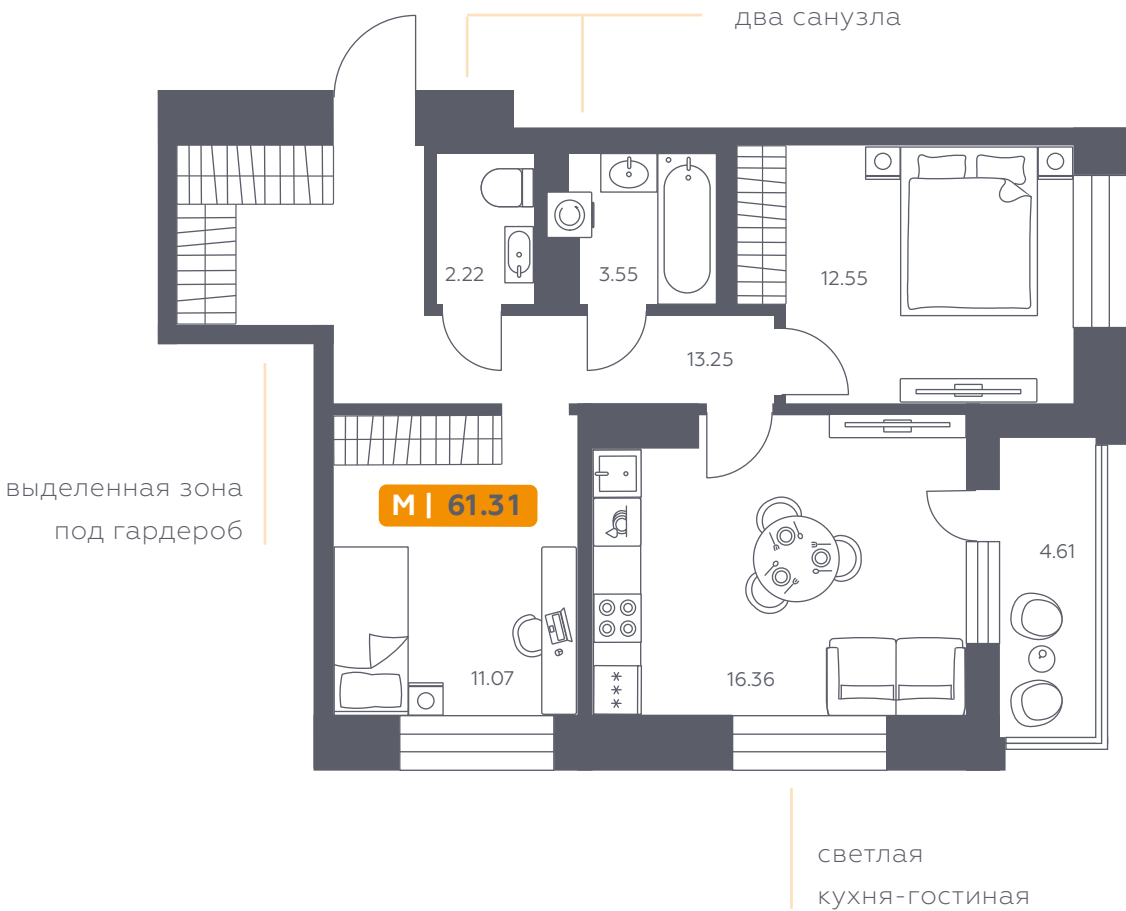 два санузла
2.22
3.55
12.55
13.25
выделенная зона
под гардероб
M | 61.31
4.61
11.07
16.36
светлая
кухня-гостиная